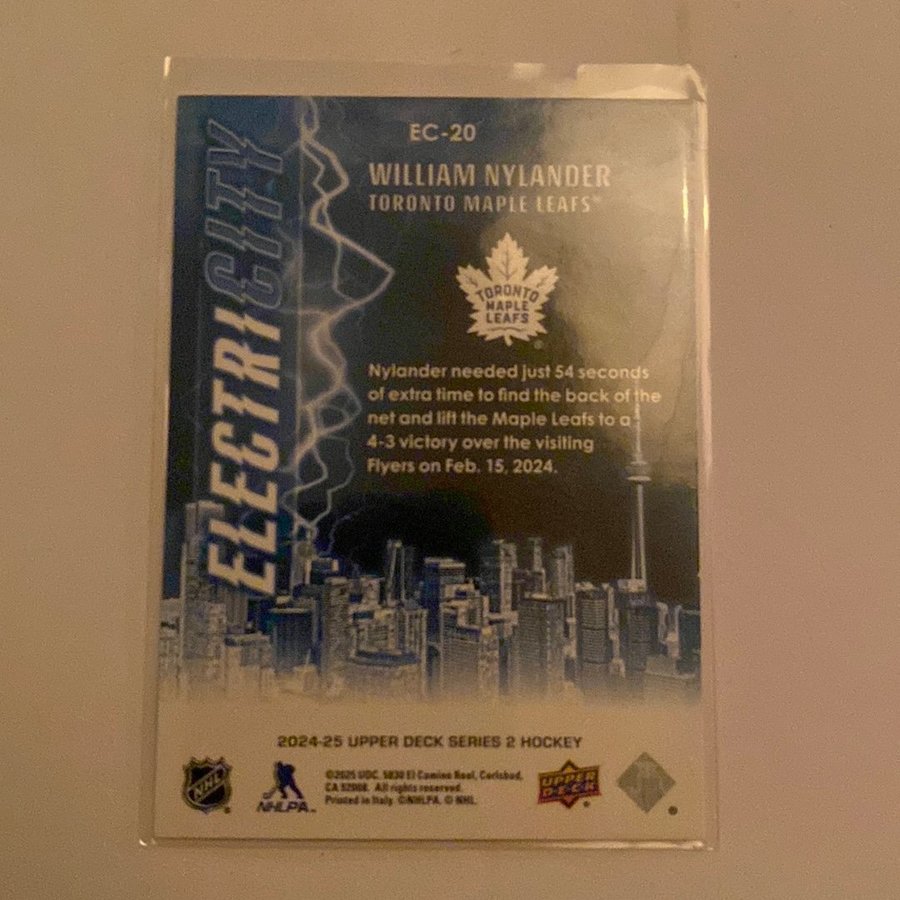 EC-20
WILLIAM NYLANDER
TORONTO MAPLE LEAFS
ELECTRICITY
TORONTO
MAPLE
LEAFS
Nylander needed just 54 seconds
of extra time to find the back of the
net and lift the Maple Leafs to a
4-3 victory over the visiting
Flyers on Feb. 15, 2024.
2024-25 UPPER DECK SERIES 2 HOCKEY
NHL
NHLPA
©2025 UDC, 5830 El Camino Real, Carlsbad,
CA 92008. All rights reserved.
Printed in Italy. ©NHLPA. © NHL.
UPPER
DECK